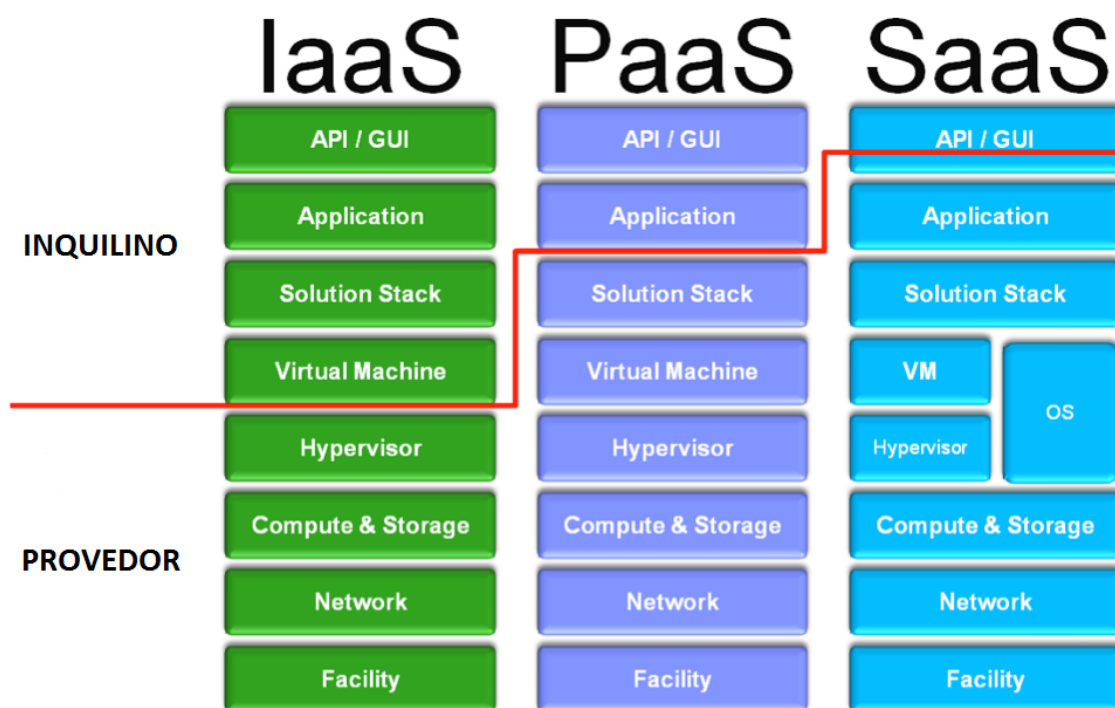 IaaS PaaS SaaS
API / GUI API / GUI API / GUI
Application Application Application
INQUILINO
Solution Stack Solution Stack Solution Stack
Virtual Machine Virtual Machine VM
OS
Hypervisor Hypervisor Hypervisor
Compute & Storage Compute & Storage Compute & Storage
PROVEDOR
Network Network Network
Facility Facility Facility